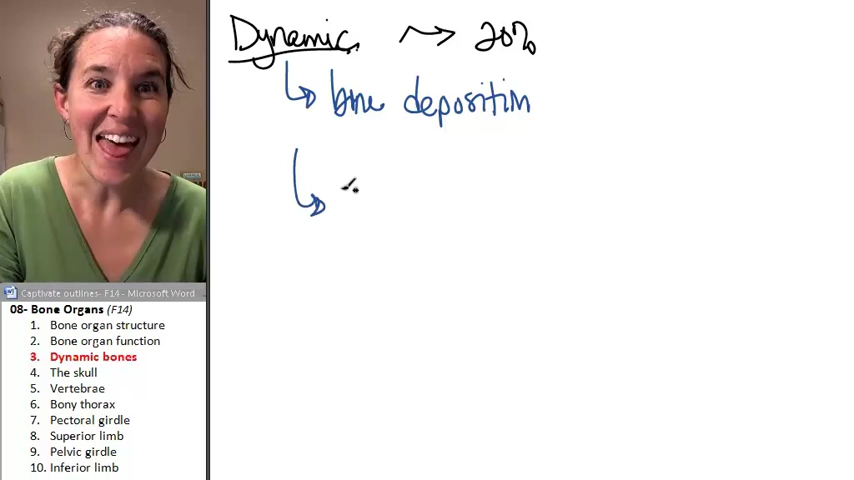 Dynamic ⤳ 20%
↳ bone deposition
↳
Captivate outlines- F14 - Microsoft Word
08- Bone Organs (F14)
1. Bone organ structure
2. Bone organ function
3. Dynamic bones
4. The skull
5. Vertebrae
6. Bony thorax
7. Pectoral girdle
8. Superior limb
9. Pelvic girdle
10. Inferior limb